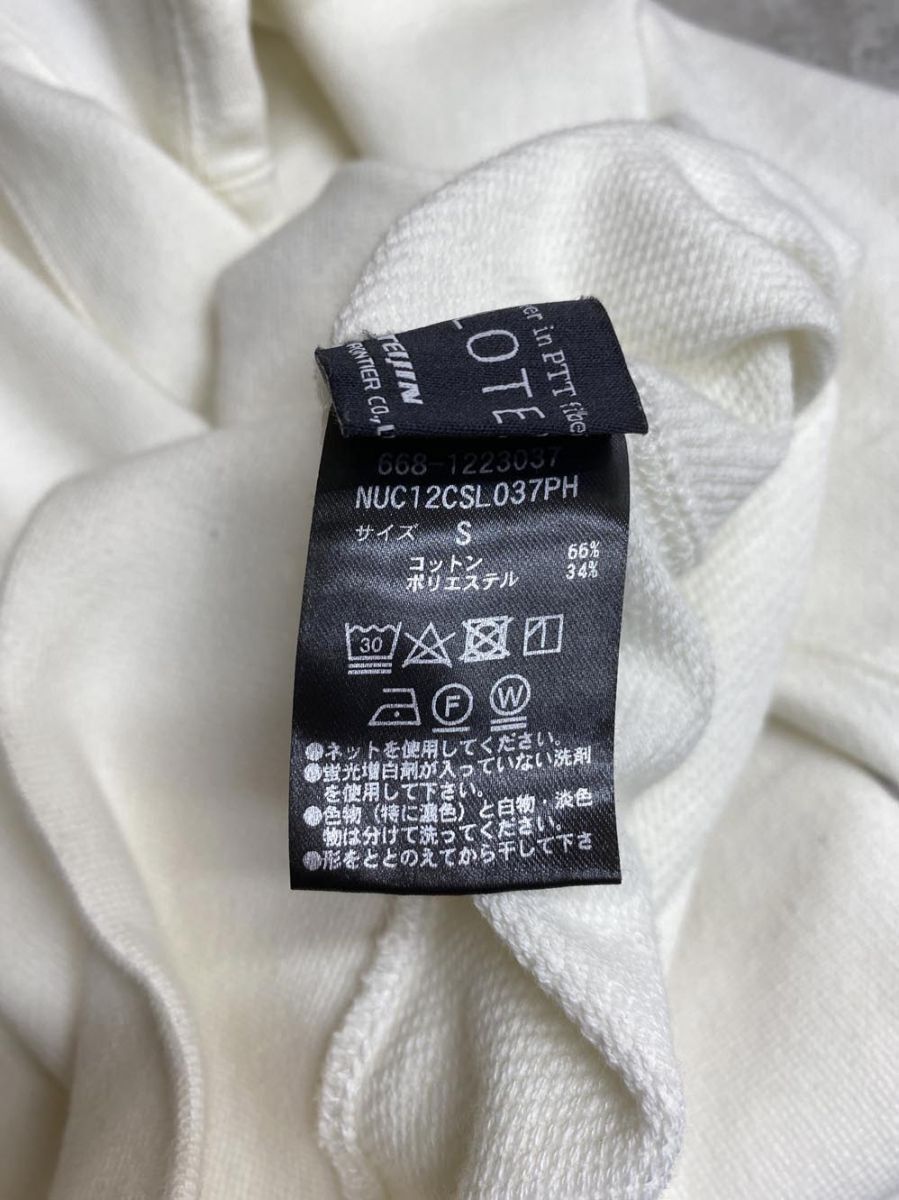 in PTT fiber
LOTE
TEIJIN
FRONTIER CO.,
668-1223037
NUC12CSL037PH
サイズ S
コットン 66%
ポリエステル 34%
30
F W
●ネットを使用してください。
●蛍光増白剤が入っていない洗剤
を使用して下さい。
●色物(特に濃色)と白物・淡色
物は分けて洗ってください。
●形をととのえてから干して下さ